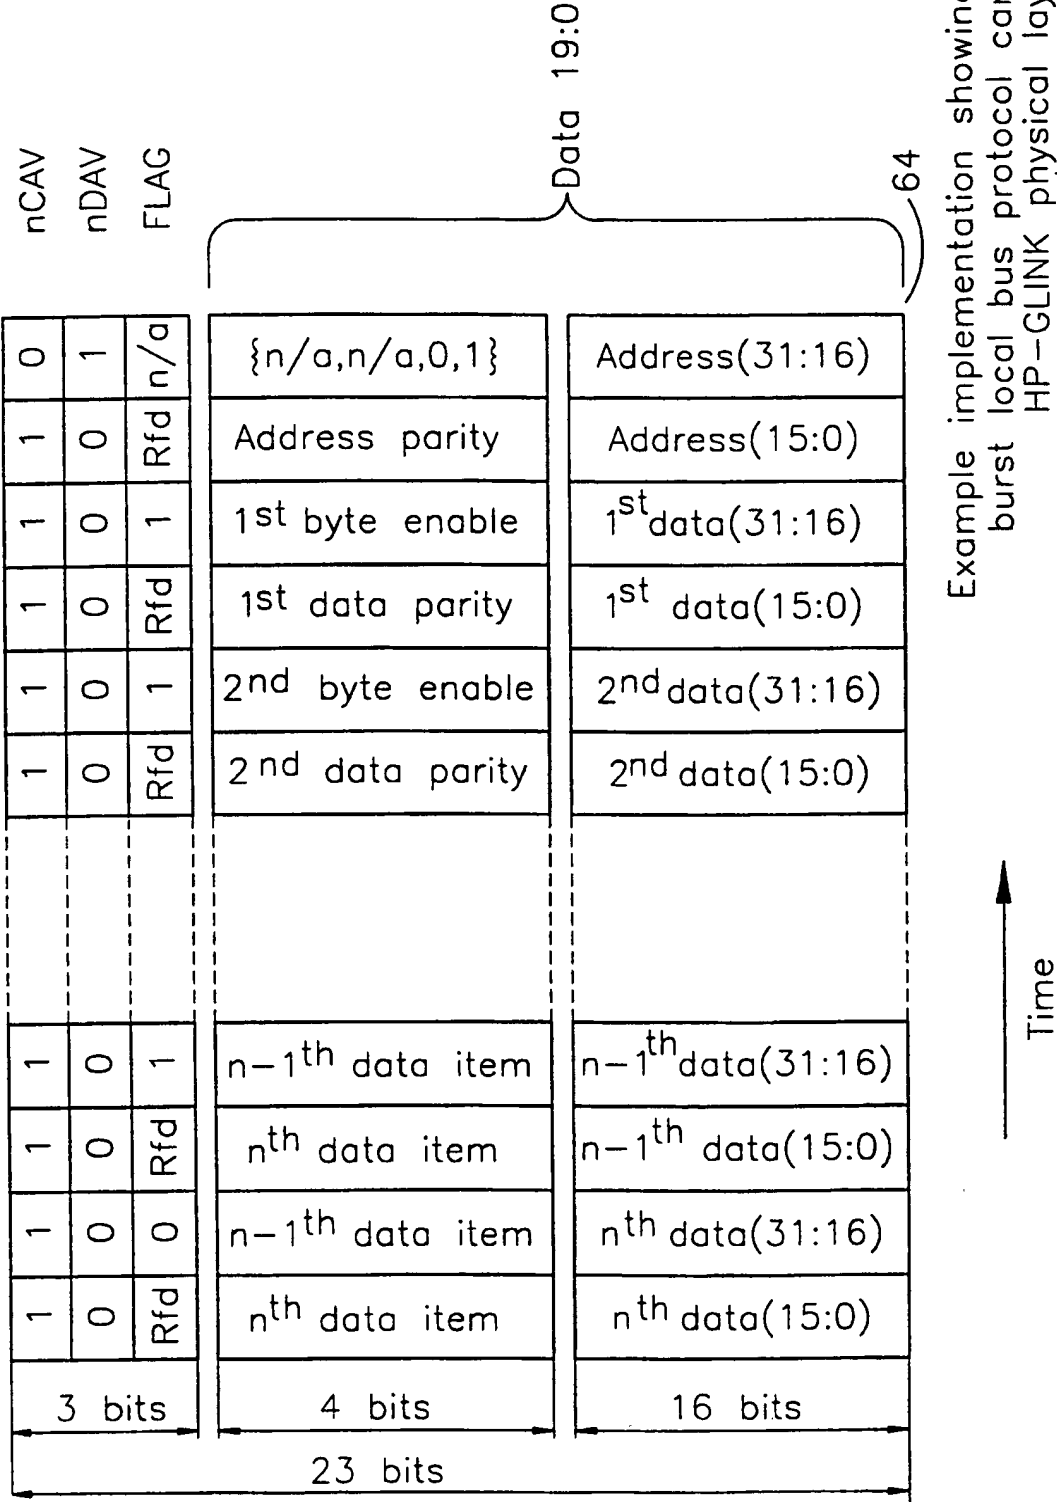 nCAV
nDAV
FLAG
Data 19:0
64
0 1 n/a {n/a,n/a,0,1} Address(31:16)
1 0 Rfd Address parity Address(15:0)
1 0 1 1st byte enable 1st data(31:16)
1 0 Rfd 1st data parity 1st data(15:0)
1 0 1 2nd byte enable 2nd data(31:16)
1 0 Rfd 2nd data parity 2nd data(15:0)
1 0 1 n-1th data item n-1th data(31:16)
1 0 Rfd nth data item n-1th data(15:0)
1 0 0 n-1th data item nth data(31:16)
1 0 Rfd nth data item nth data(15:0)
3 bits 4 bits 16 bits
23 bits
Time
Example implementation showing
burst local bus protocol
HP-GLINK physical